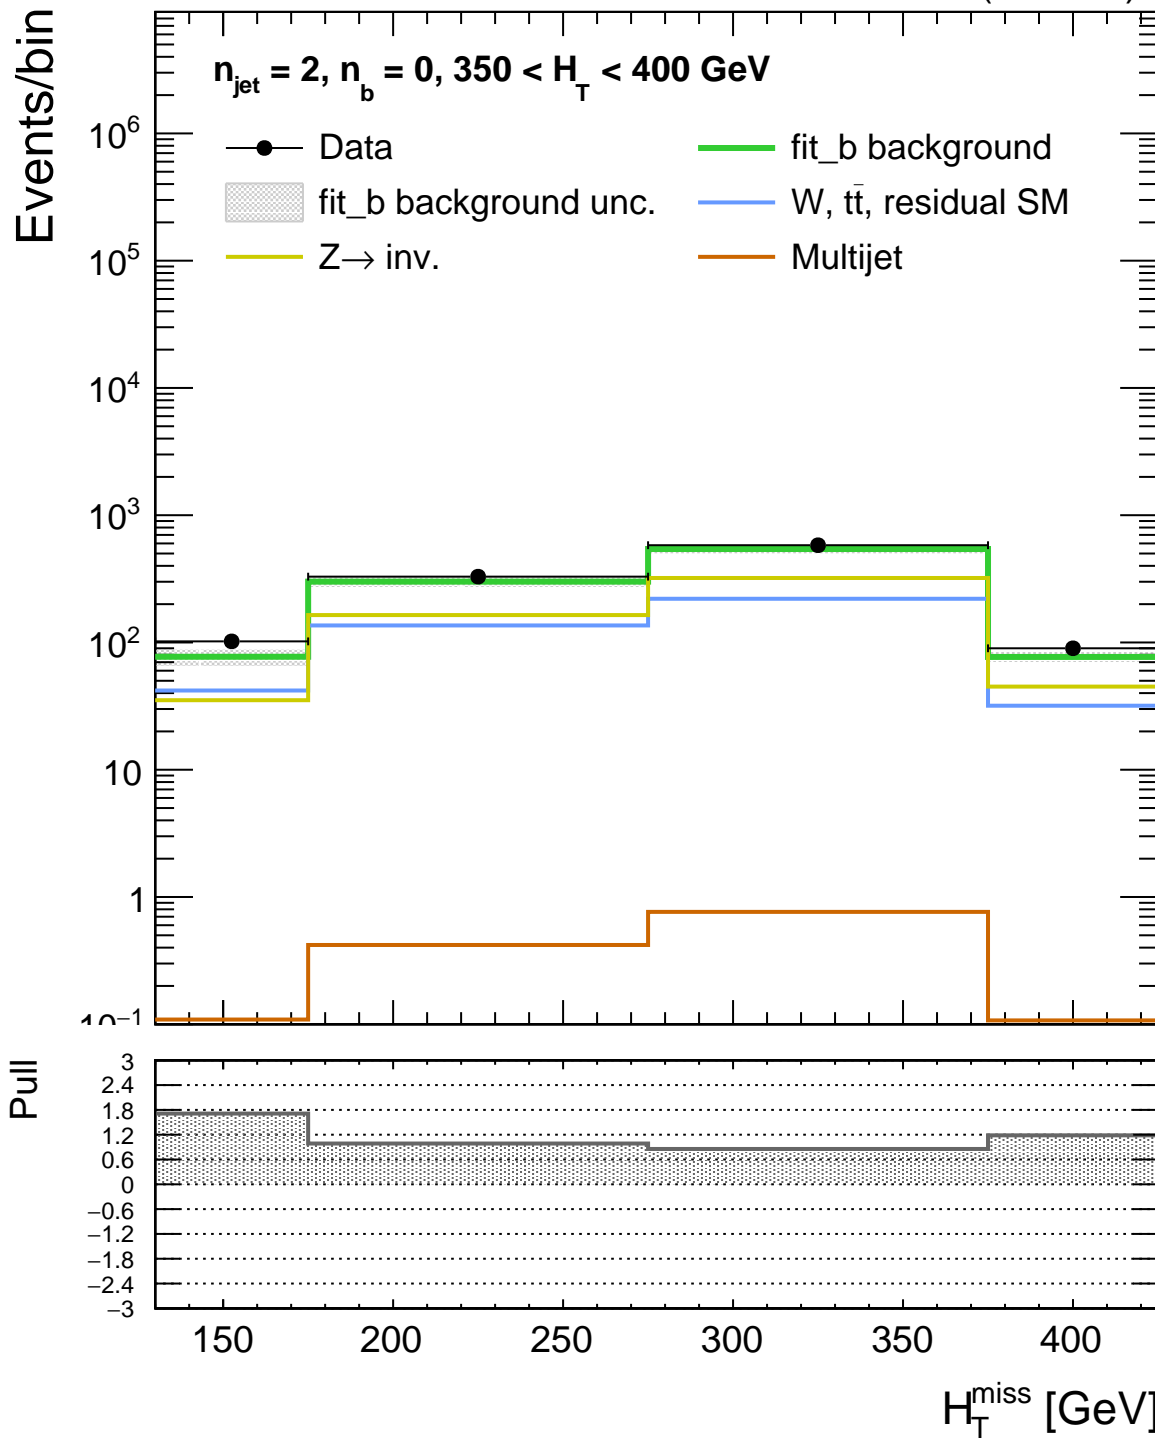 n_jet = 2, n_b = 0, 350 < H_T < 400 GeV
Data
fit_b background
fit_b background unc.
W, tt̄, residual SM
Z→ inv.
Multijet
Events/bin
10^6
10^5
10^4
10^3
10^2
10
1
10^−1
Pull
3
2.4
1.8
1.2
0.6
0
−0.6
−1.2
−1.8
−2.4
−3
150 200 250 300 350 400
H_T^miss [GeV]